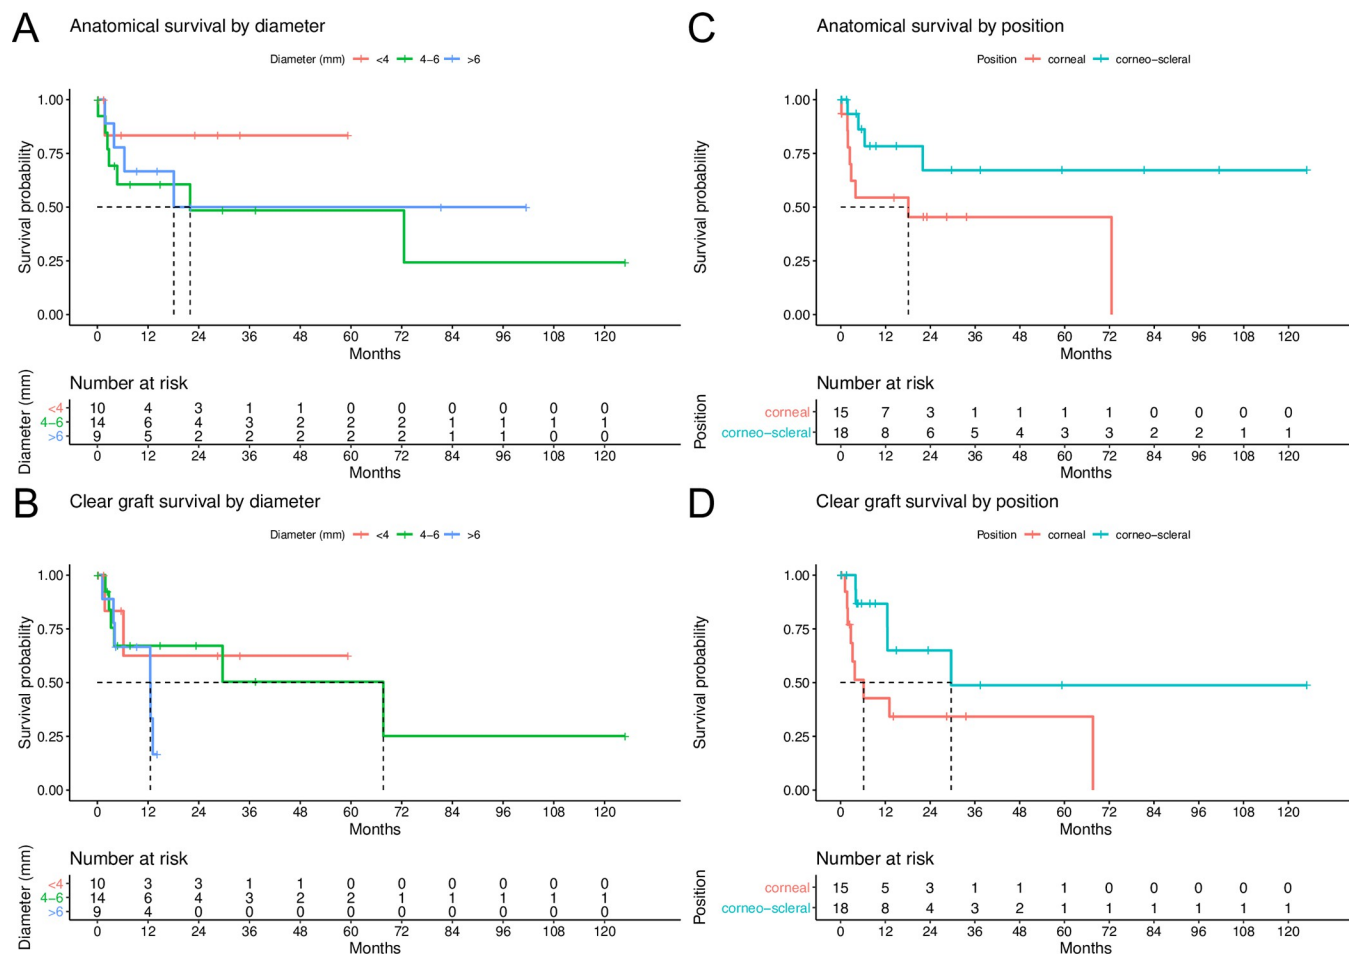 A Anatomical survival by diameter
Diameter (mm) <4 4−6 >6
Survival probability
1.00
0.75
0.50
0.25
0.00
0 12 24 36 48 60 72 84 96 108 120
Months
Number at risk
Diameter (mm)
<4 10 4 3 1 1 0 0 0 0 0 0
4−6 14 6 4 3 2 2 2 1 1 1 1
>6 9 5 2 2 2 2 2 1 1 0 0
0 12 24 36 48 60 72 84 96 108 120
Months
B Clear graft survival by diameter
Diameter (mm) <4 4−6 >6
Survival probability
1.00
0.75
0.50
0.25
0.00
0 12 24 36 48 60 72 84 96 108 120
Months
Number at risk
Diameter (mm)
<4 10 3 3 1 1 0 0 0 0 0 0
4−6 14 6 4 3 2 2 1 1 1 1 1
>6 9 4 0 0 0 0 0 0 0 0 0
0 12 24 36 48 60 72 84 96 108 120
Months
C Anatomical survival by position
Position corneal corneo−scleral
Survival probability
1.00
0.75
0.50
0.25
0.00
0 12 24 36 48 60 72 84 96 108 120
Months
Number at risk
Position
corneal 15 7 3 1 1 1 1 0 0 0 0
corneo−scleral 18 8 6 5 4 3 3 2 2 1 1
0 12 24 36 48 60 72 84 96 108 120
Months
D Clear graft survival by position
Position corneal corneo−scleral
Survival probability
1.00
0.75
0.50
0.25
0.00
0 12 24 36 48 60 72 84 96 108 120
Months
Number at risk
Position
corneal 15 5 3 1 1 1 0 0 0 0 0
corneo−scleral 18 8 4 3 2 1 1 1 1 1 1
0 12 24 36 48 60 72 84 96 108 120
Months